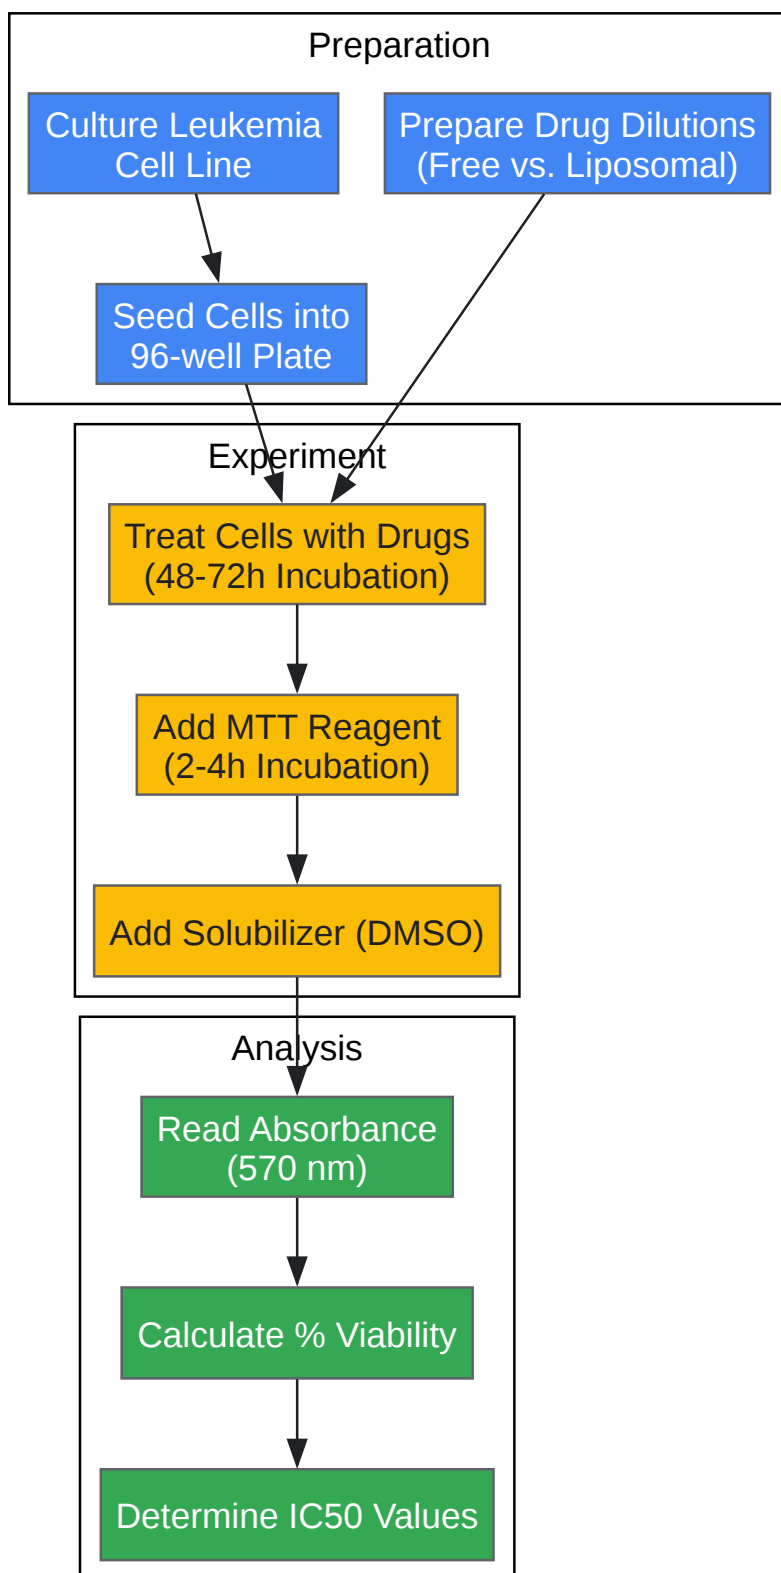 Preparation
Culture Leukemia
Cell Line
Prepare Drug Dilutions
(Free vs. Liposomal)
Seed Cells into
96-well Plate
Experiment
Treat Cells with Drugs
(48-72h Incubation)
Add MTT Reagent
(2-4h Incubation)
Add Solubilizer (DMSO)
Analysis
Read Absorbance
(570 nm)
Calculate % Viability
Determine IC50 Values